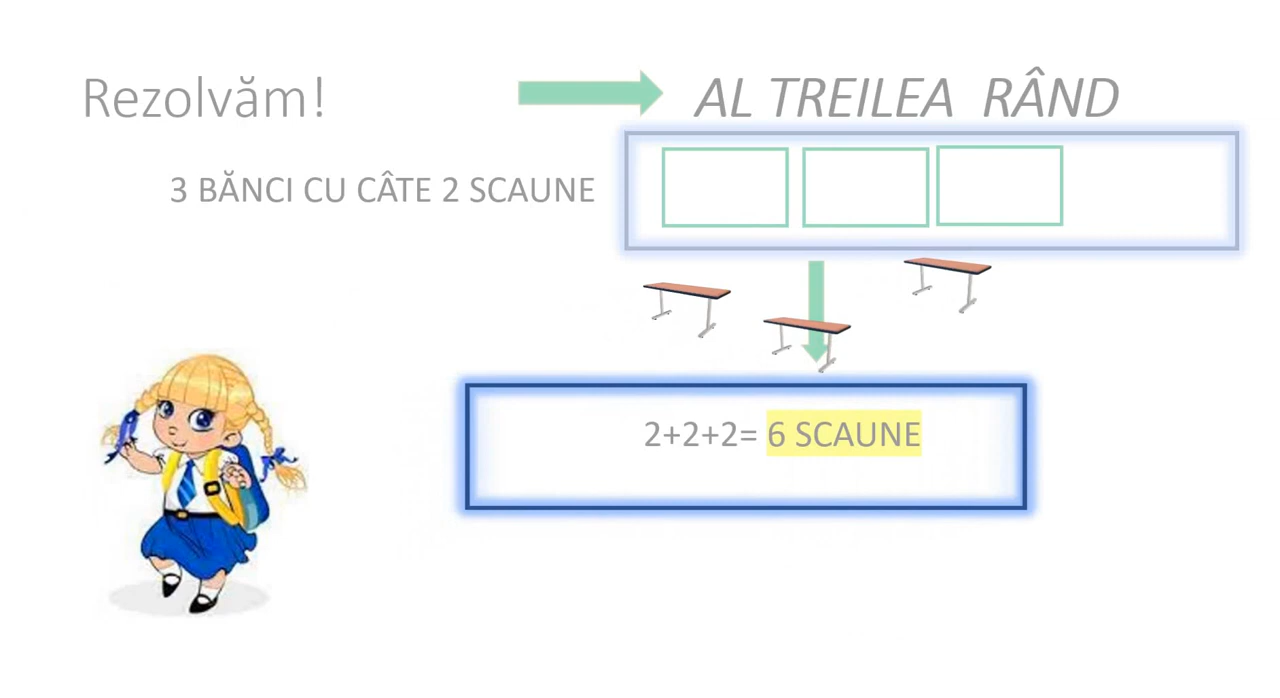 Rezolvăm!
AL TREILEA RÂND
3 BĂNCI CU CÂTE 2 SCAUNE
2+2+2= 6 SCAUNE